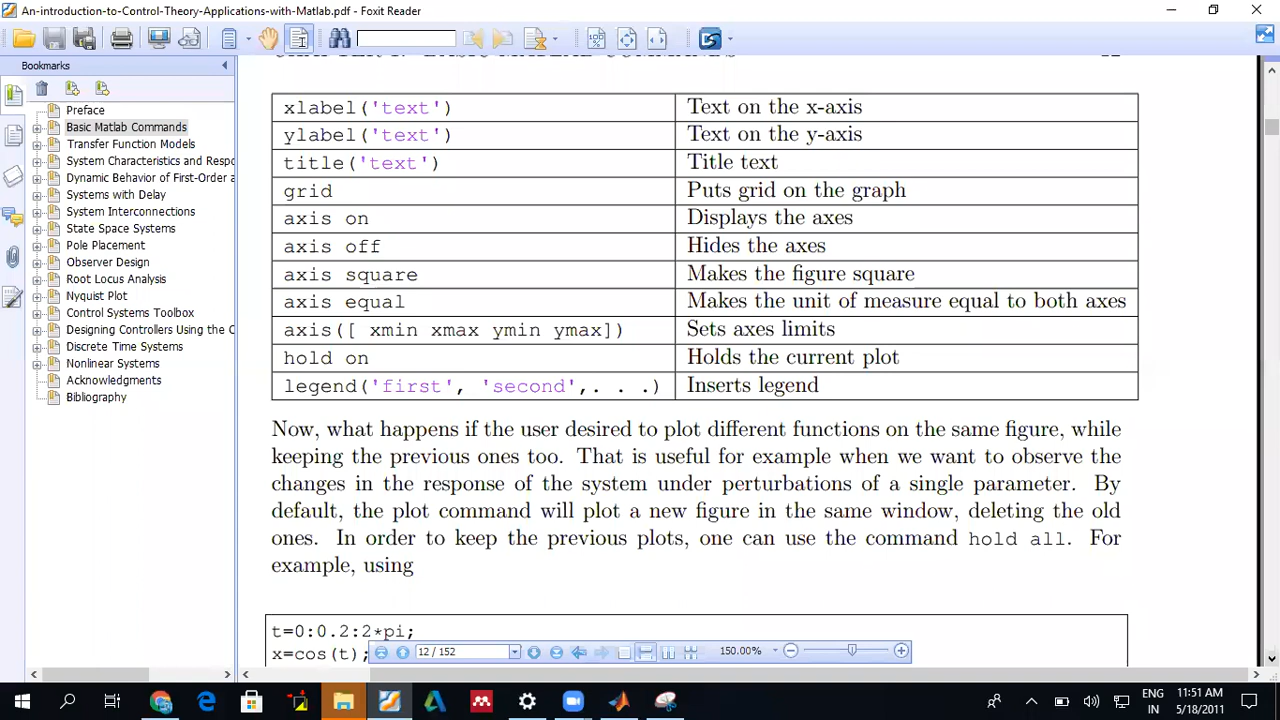 An-introduction-to-Control-Theory-Applications-with-Matlab.pdf - Foxit Reader
Bookmarks
Preface
Basic Matlab Commands
Transfer Function Models
System Characteristics and Respo
Dynamic Behavior of First-Order a
Systems with Delay
System Interconnections
State Space Systems
Pole Placement
Observer Design
Root Locus Analysis
Nyquist Plot
Control Systems Toolbox
Designing Controllers Using the C
Discrete Time Systems
Nonlinear Systems
Acknowledgments
Bibliography
xlabel('text') Text on the x-axis
ylabel('text') Text on the y-axis
title('text') Title text
grid Puts grid on the graph
axis on Displays the axes
axis off Hides the axes
axis square Makes the figure square
axis equal Makes the unit of measure equal to both axes
axis([ xmin xmax ymin ymax]) Sets axes limits
hold on Holds the current plot
legend('first', 'second',. . .) Inserts legend
Now, what happens if the user desired to plot different functions on the same figure, while
keeping the previous ones too. That is useful for example when we want to observe the
changes in the response of the system under perturbations of a single parameter. By
default, the plot command will plot a new figure in the same window, deleting the old
ones. In order to keep the previous plots, one can use the command hold all. For
example, using
t=0:0.2:2*pi;
x=cos(t);
12 / 152
150.00%
ENG
IN
11:51 AM
5/18/2011